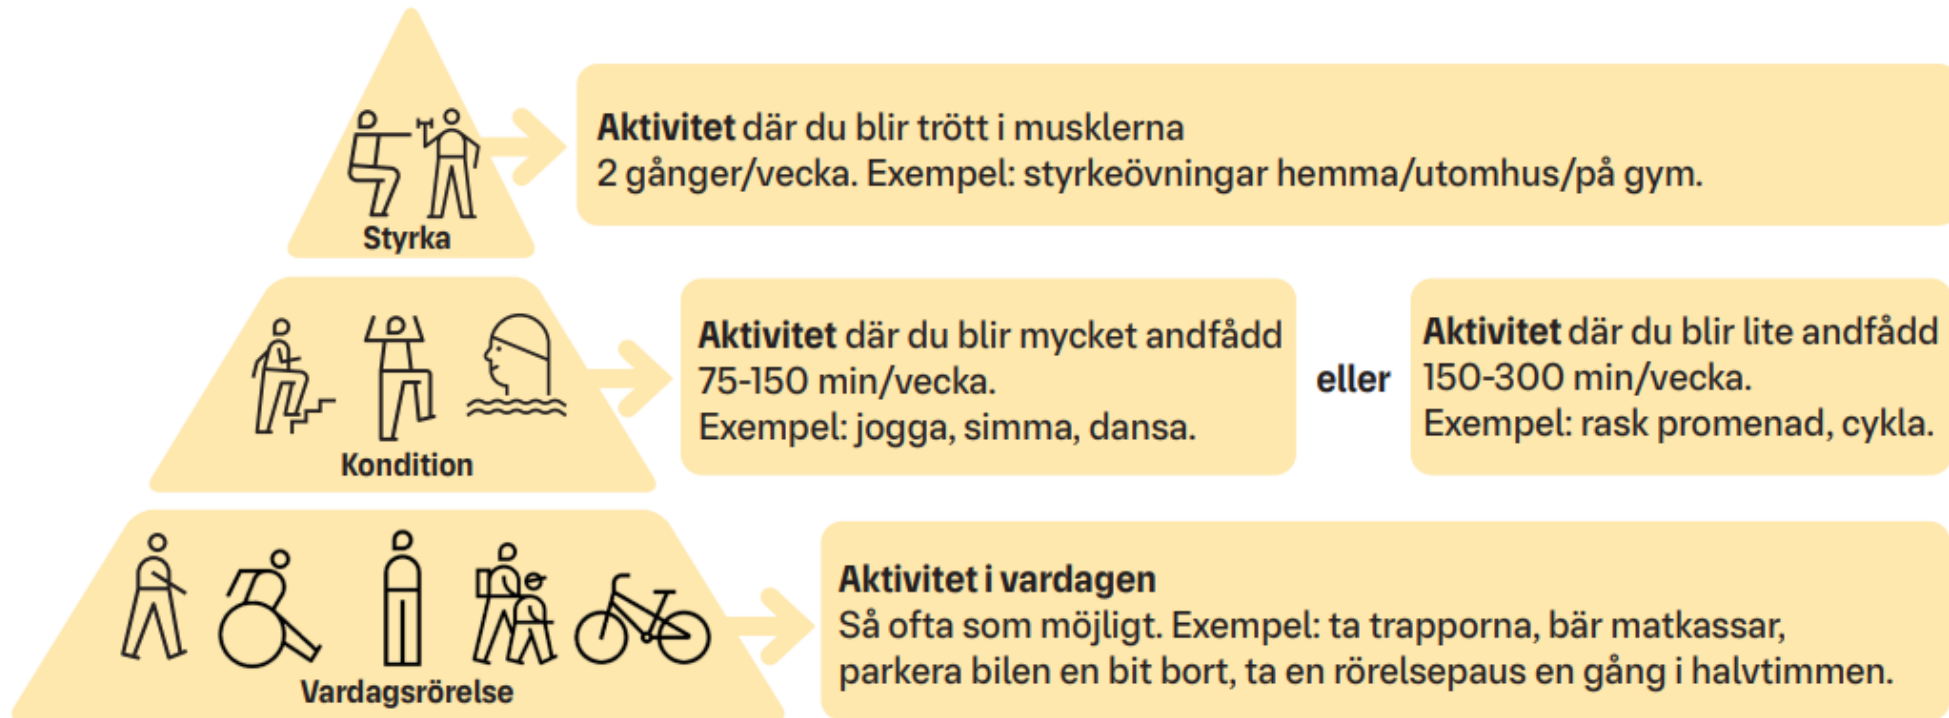 Styrka
Aktivitet där du blir trött i musklerna
2 gånger/vecka. Exempel: styrkeövningar hemma/utomhus/på gym.
Kondition
Aktivitet där du blir mycket andfådd
75-150 min/vecka.
Exempel: jogga, simma, dansa.
eller
Aktivitet där du blir lite andfådd
150-300 min/vecka.
Exempel: rask promenad, cykla.
Vardagsrörelse
Aktivitet i vardagen
Så ofta som möjligt. Exempel: ta trapporna, bär matkassar,
parkera bilen en bit bort, ta en rörelsepaus en gång i halvtimmen.